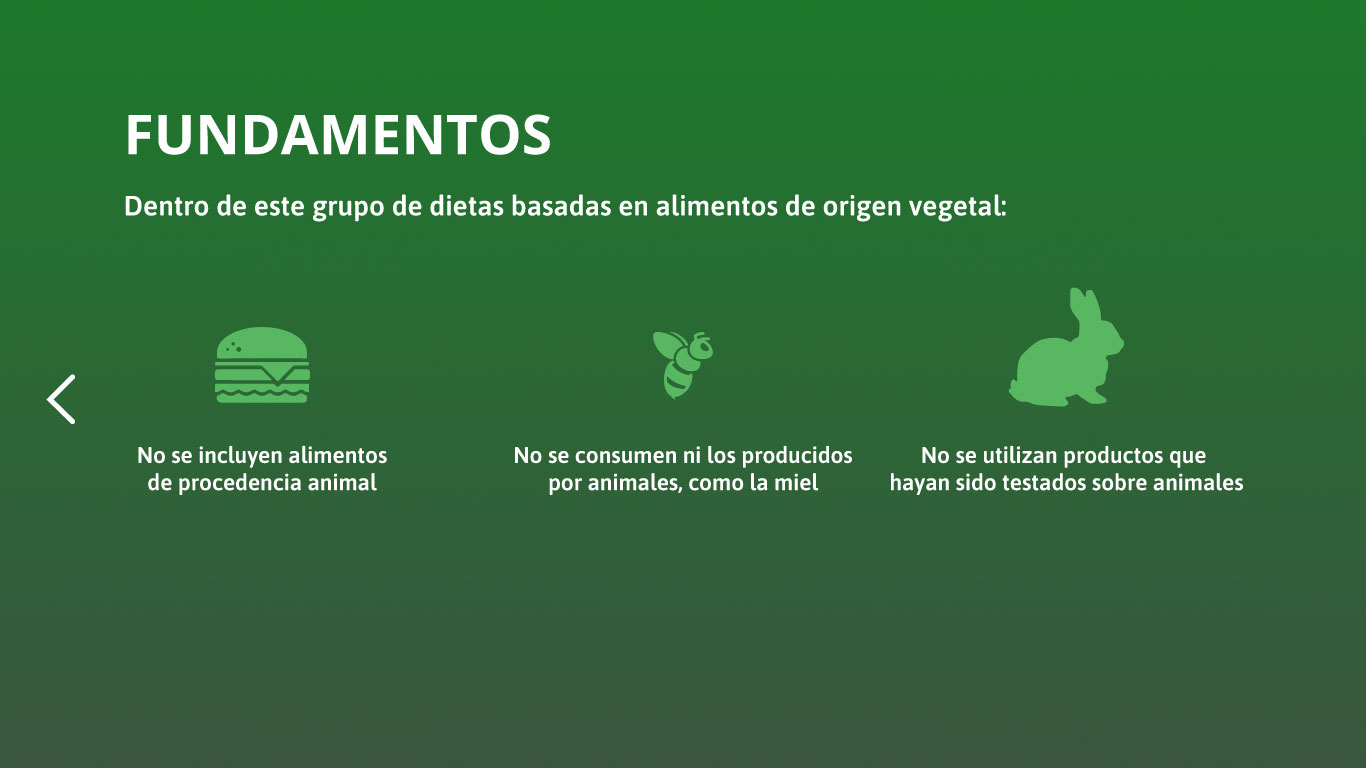 FUNDAMENTOS
Dentro de este grupo de dietas basadas en alimentos de origen vegetal:
No se incluyen alimentos
de procedencia animal
No se consumen ni los producidos
por animales, como la miel
No se utilizan productos que
hayan sido testados sobre animales